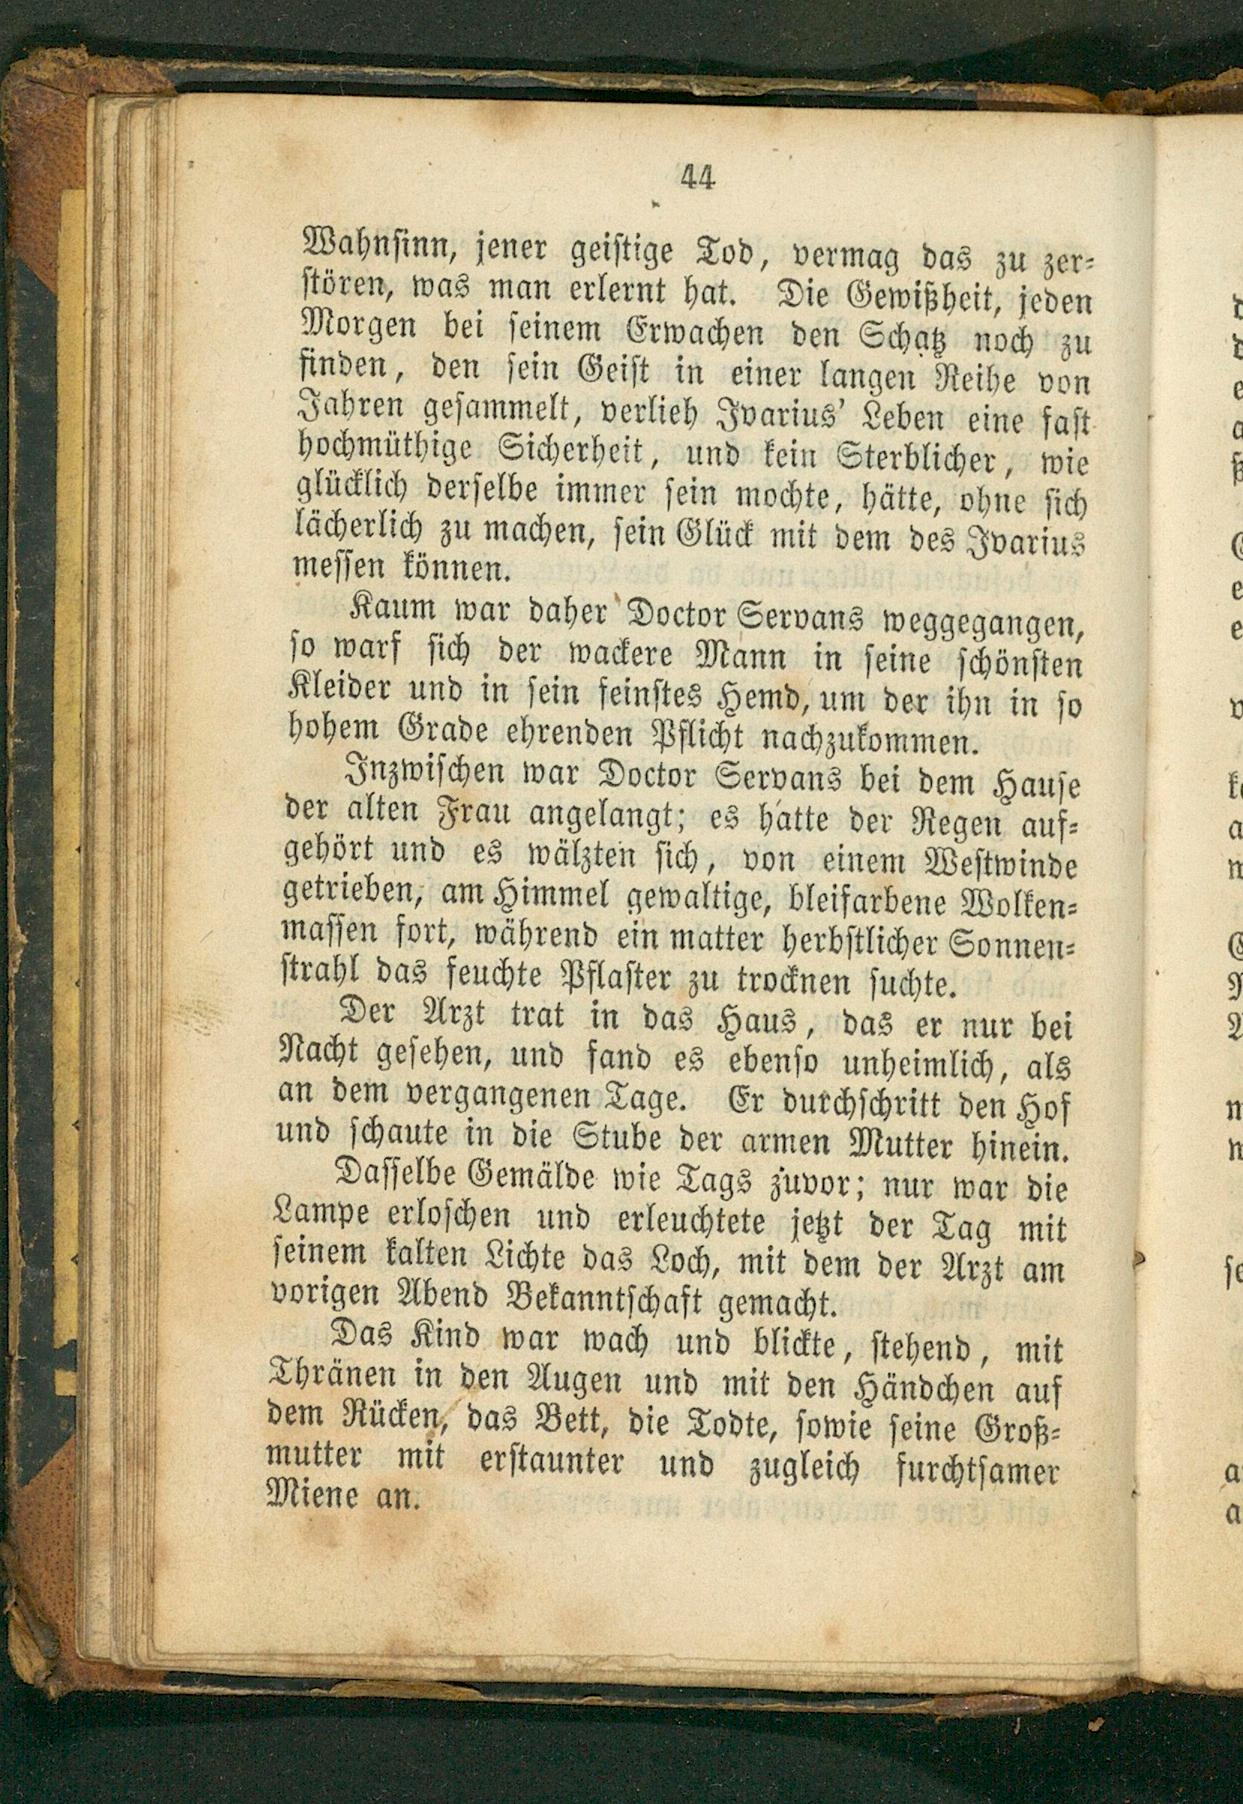 44
Wahnsinn, jener geistige Tod, vermag das zu zer-
stören, was man erlernt hat. Die Gewißheit, jeden
Morgen bei seinem Erwachen den Schatz noch zu
finden, den sein Geist in einer langen Reihe von
Jahren gesammelt, verlieh Ivarius' Leben eine fast
hochmüthige Sicherheit, und kein Sterblicher, wie
glücklich derselbe immer sein mochte, hätte, ohne sich
lächerlich zu machen, sein Glück mit dem des Ivarius
messen können.
Kaum war daher Doctor Servans weggegangen,
so warf sich der wackere Mann in seine schönsten
Kleider und in sein feinstes Hemd, um der ihn in so
hohem Grade ehrenden Pflicht nachzukommen.
Inzwischen war Doctor Servans bei dem Hause
der alten Frau angelangt; es hatte der Regen auf-
gehört und es wälzten sich, von einem Westwinde
getrieben, am Himmel gewaltige, bleifarbene Wolken-
massen fort, während ein matter herbstlicher Sonnen-
strahl das feuchte Pflaster zu trocknen suchte.
Der Arzt trat in das Haus, das er nur bei
Nacht gesehen, und fand es ebenso unheimlich, als
an dem vergangenen Tage. Er durchschritt den Hof
und schaute in die Stube der armen Mutter hinein.
Dasselbe Gemälde wie Tags zuvor; nur war die
Lampe erloschen und erleuchtete jetzt der Tag mit
seinem kalten Lichte das Loch, mit dem der Arzt am
vorigen Abend Bekanntschaft gemacht.
Das Kind war wach und blickte, stehend, mit
Thränen in den Augen und mit den Händchen auf
dem Rücken, das Bett, die Todte, sowie seine Groß-
mutter mit erstaunter und zugleich furchtsamer
Miene an.